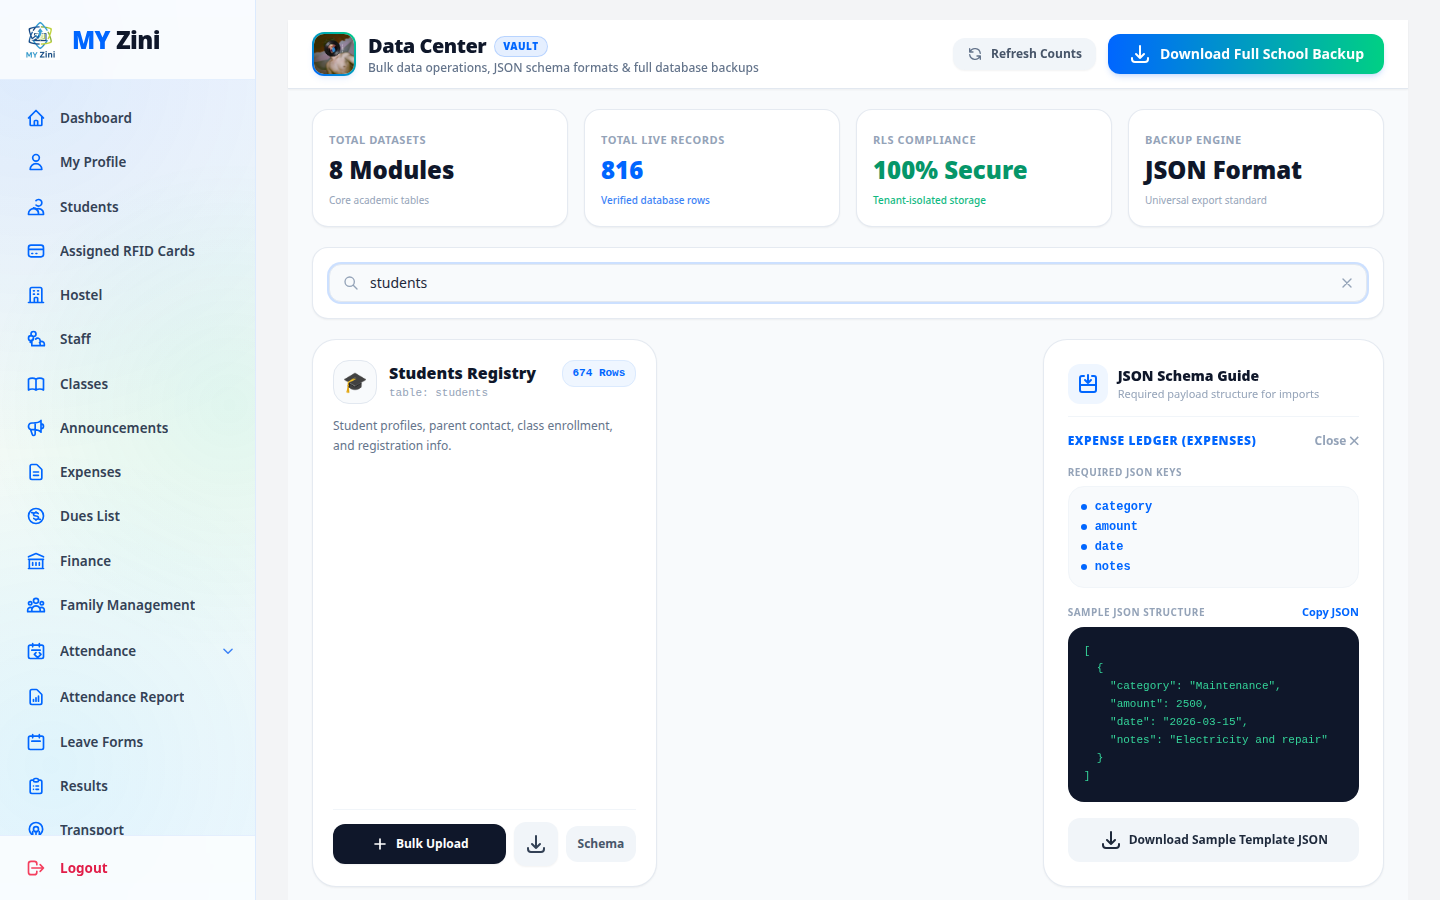 MY Zini
MY Zini
Dashboard
My Profile
Students
Assigned RFID Cards
Hostel
Staff
Classes
Announcements
Expenses
Dues List
Finance
Family Management
Attendance
Attendance Report
Leave Forms
Results
Transport
Logout
Data Center VAULT
Bulk data operations, JSON schema formats & full database backups
Refresh Counts
Download Full School Backup
TOTAL DATASETS
8 Modules
Core academic tables
TOTAL LIVE RECORDS
816
Verified database rows
RLS COMPLIANCE
100% Secure
Tenant-isolated storage
BACKUP ENGINE
JSON Format
Universal export standard
students
Students Registry
674 Rows
table: students
Student profiles, parent contact, class enrollment,
and registration info.
Bulk Upload
Schema
JSON Schema Guide
Required payload structure for imports
EXPENSE LEDGER (EXPENSES)
Close
REQUIRED JSON KEYS
category
amount
date
notes
SAMPLE JSON STRUCTURE
Copy JSON
[
  {
    "category": "Maintenance",
    "amount": 2500,
    "date": "2026-03-15",
    "notes": "Electricity and repair"
  }
]
Download Sample Template JSON